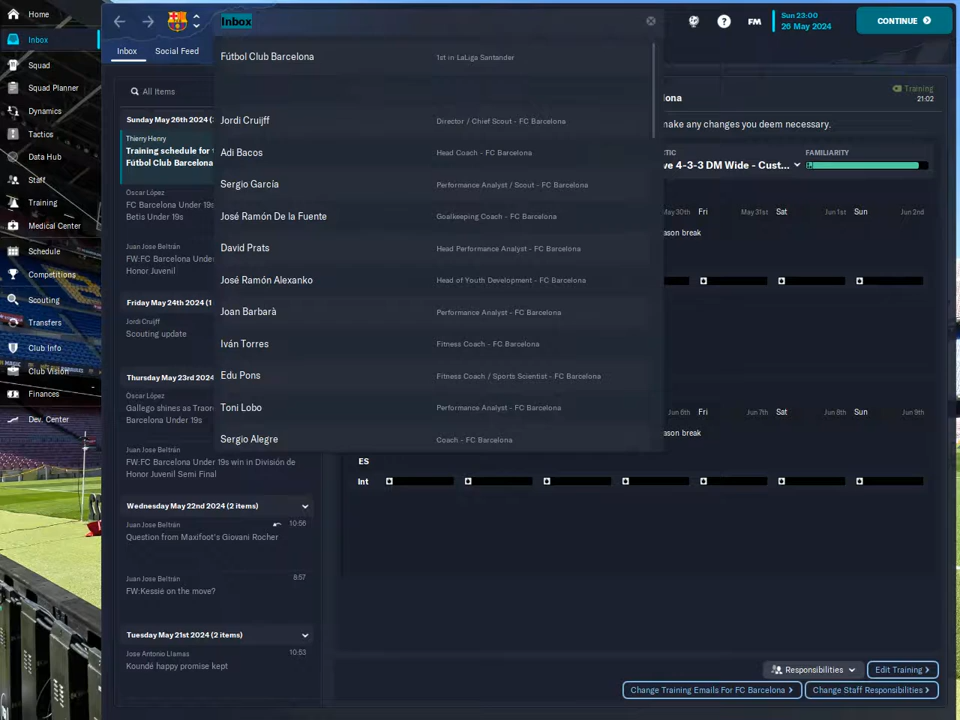 Home
Inbox
Squad
Squad Planner
Dynamics
Tactics
Data Hub
Staff
Training
Medical Center
Schedule
Competitions
Scouting
Transfers
Club Info
Club Vision
Finances
Dev. Center
Inbox
FM
Sun 23:00
26 May 2024
CONTINUE
Inbox
Social Feed
All Items
Sunday May 26th 2024
Thierry Henry
Training schedule for
Fútbol Club Barcelona
Óscar López
FC Barcelona Under 19s
Betis Under 19s
Juan Jose Beltrán
FW:FC Barcelona Under
Honor Juvenil
Friday May 24th 2024 (1
Jordi Cruijff
Scouting update
Thursday May 23rd 2024
Óscar López
Gallego shines as Traor
Barcelona Under 19s
Juan Jose Beltrán
FW:FC Barcelona Under 19s win in División de
Honor Juvenil Semi Final
Wednesday May 22nd 2024 (2 items)
Juan Jose Beltrán
10:56
Question from Maxifoot's Giovani Rocher
Juan Jose Beltrán
8:57
FW:Kessie on the move?
Tuesday May 21st 2024 (2 items)
Jose Antonio Llamas
10:53
Koundé happy promise kept
Fútbol Club Barcelona
1st in LaLiga Santander
Jordi Cruijff
Director / Chief Scout - FC Barcelona
Adi Bacos
Head Coach - FC Barcelona
Sergio García
Performance Analyst / Scout - FC Barcelona
José Ramón De la Fuente
Goalkeeping Coach - FC Barcelona
David Prats
Head Performance Analyst - FC Barcelona
José Ramón Alexanko
Head of Youth Development - FC Barcelona
Joan Barbarà
Performance Analyst - FC Barcelona
Iván Torres
Fitness Coach - FC Barcelona
Edu Pons
Fitness Coach / Sports Scientist - FC Barcelona
Toni Lobo
Performance Analyst - FC Barcelona
Sergio Alegre
Coach - FC Barcelona
lona
Training
21:02
make any changes you deem necessary.
TIC
ve 4-3-3 DM Wide - Cust...
FAMILIARITY
May 30th Fri May 31st Sat Jun 1st Sun Jun 2nd
ason break
Jun 6th Fri Jun 7th Sat Jun 8th Sun Jun 9th
ason break
ES
Int
Responsibilities
Edit Training
Change Training Emails For FC Barcelona
Change Staff Responsibilities